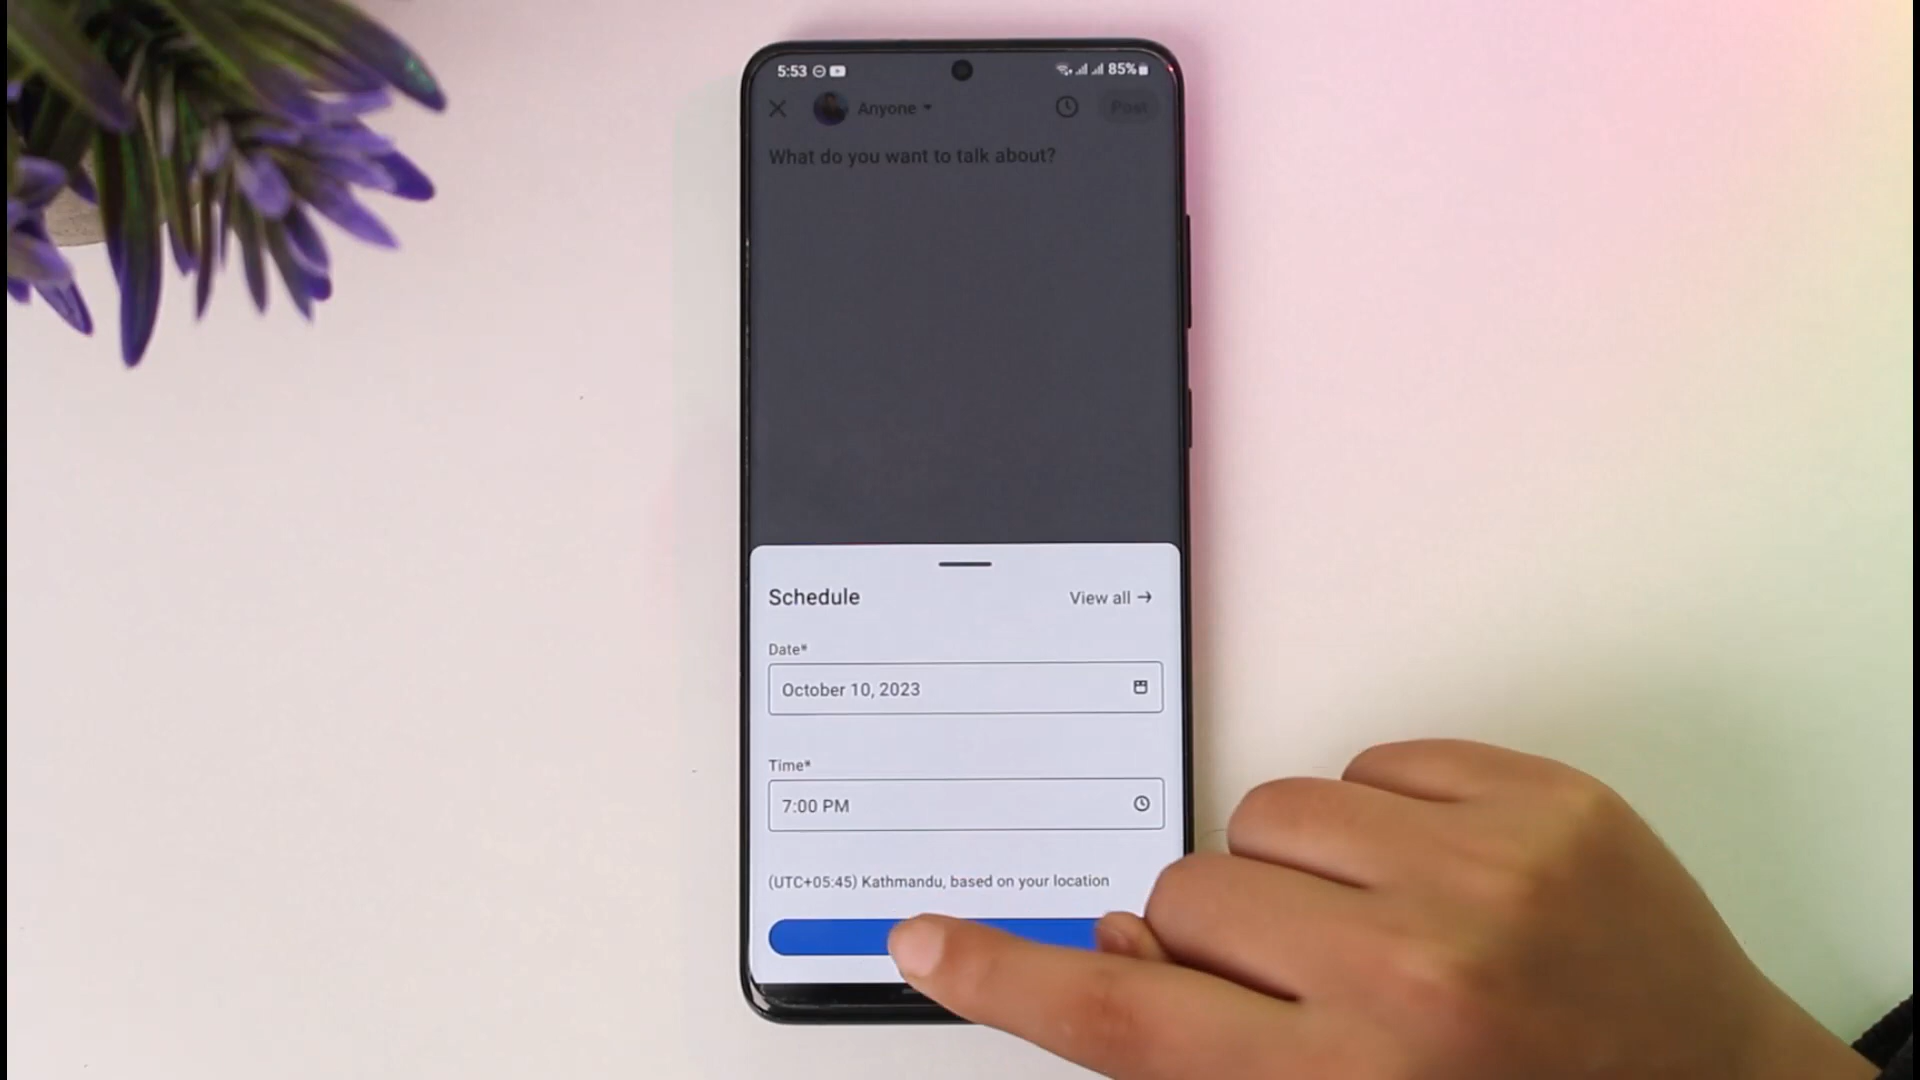 5:53 85%
Anyone Post
What do you want to talk about?
Schedule View all →
Date*
October 10, 2023
Time*
7:00 PM
(UTC+05:45) Kathmandu, based on your location